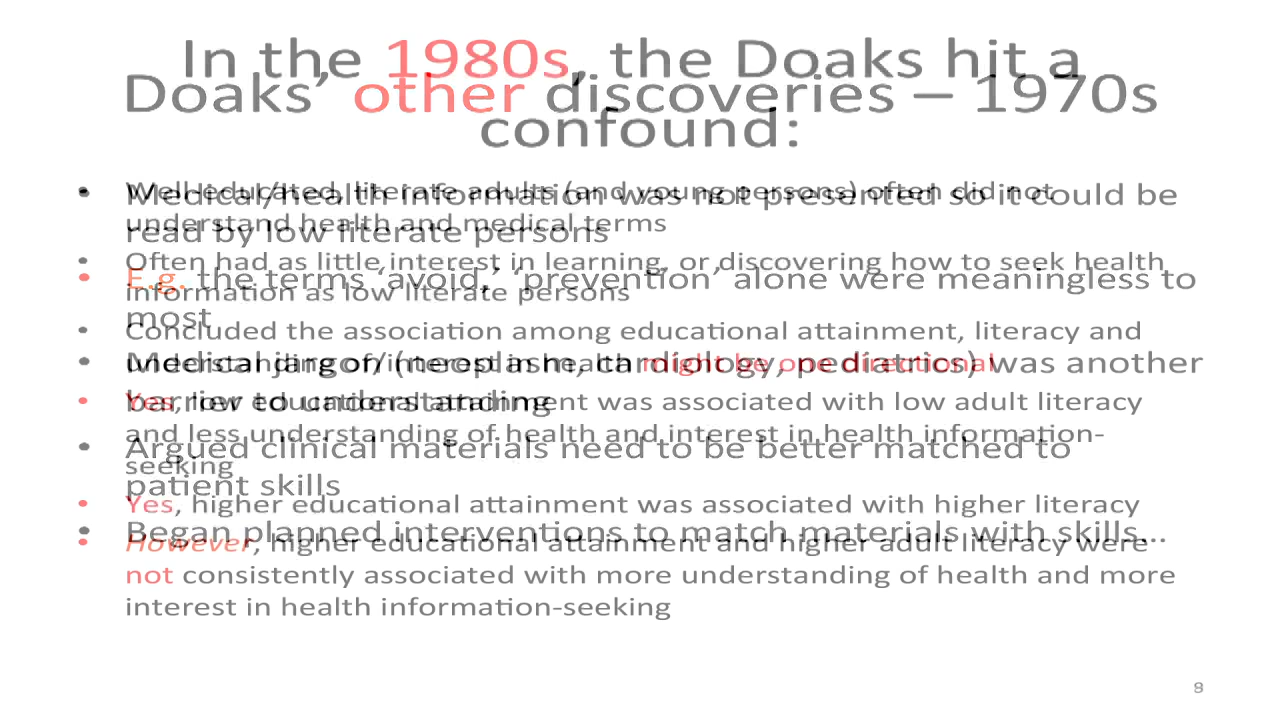 In the 1980s, the Doaks hit a
Doaks’ other discoveries – 1970s
confound:
• Well-educated, literate adults (and young persons) often did not
• Medical/health information was not presented so it could be
understand health and medical terms
read by low literate persons
• Often had as little interest in learning, or discovering how to seek health
• E.g. the terms ‘avoid,’ ‘prevention’ alone were meaningless to
information as low literate persons
most
• Concluded the association among educational attainment, literacy and
understanding of/ interest in health might be one directional
• Medical jargon (neoplasm, cardiology, pediatrics) was another
• Yes, low educational attainment was associated with low adult literacy
barrier to understanding
and less understanding of health and interest in health information-
• Argued clinical materials need to be better matched to
seeking
patient skills
• Yes, higher educational attainment was associated with higher literacy
• Began planned interventions to match materials with skills…
• However, higher educational attainment and higher adult literacy were
not consistently associated with more understanding of health and more
interest in health information-seeking